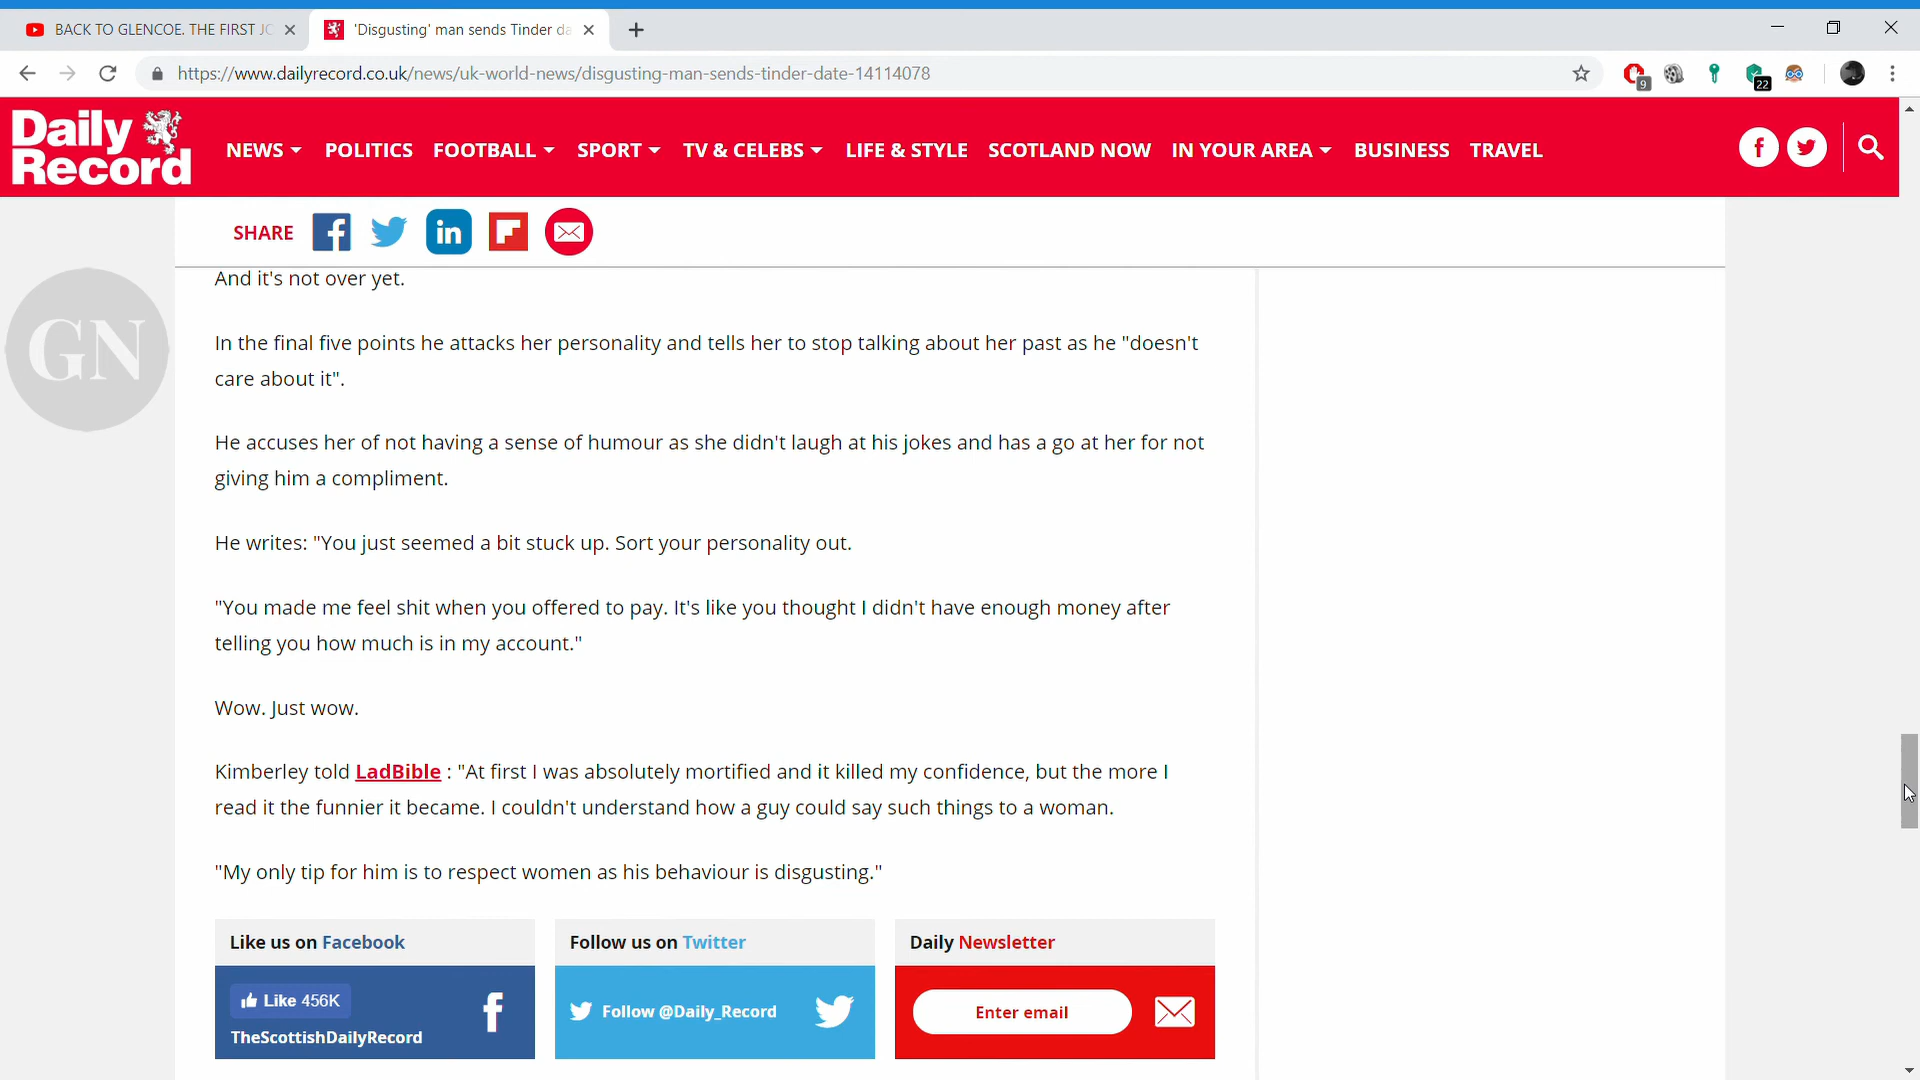 BACK TO GLENCOE. THE FIRST JO
'Disgusting' man sends Tinder da
https://www.dailyrecord.co.uk/news/uk-world-news/disgusting-man-sends-tinder-date-14114078
9
22
Daily
Record
NEWS POLITICS FOOTBALL SPORT TV & CELEBS LIFE & STYLE SCOTLAND NOW IN YOUR AREA BUSINESS TRAVEL
SHARE
GN
And it's not over yet.
In the final five points he attacks her personality and tells her to stop talking about her past as he "doesn't
care about it".
He accuses her of not having a sense of humour as she didn't laugh at his jokes and has a go at her for not
giving him a compliment.
He writes: "You just seemed a bit stuck up. Sort your personality out.
"You made me feel shit when you offered to pay. It's like you thought I didn't have enough money after
telling you how much is in my account."
Wow. Just wow.
Kimberley told LadBible : "At first I was absolutely mortified and it killed my confidence, but the more I
read it the funnier it became. I couldn't understand how a guy could say such things to a woman.
"My only tip for him is to respect women as his behaviour is disgusting."
Like us on Facebook
Like 456K
TheScottishDailyRecord
Follow us on Twitter
Follow @Daily_Record
Daily Newsletter
Enter email